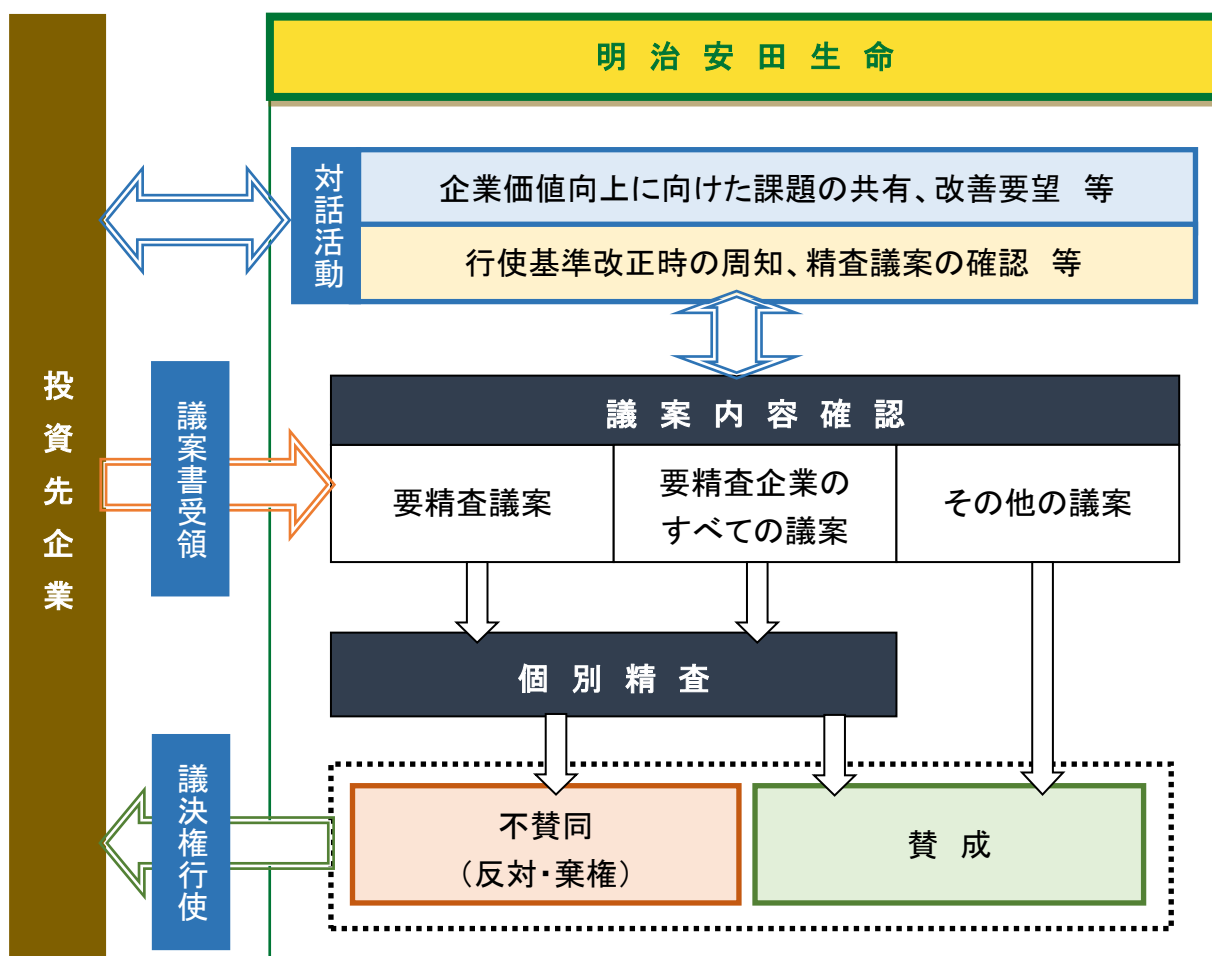 明治安田生命
投資先企業
対話活動
企業価値向上に向けた課題の共有、改善要望 等
行使基準改正時の周知、精査議案の確認 等
議案書受領
議案内容確認
要精査議案
要精査企業の
すべての議案
その他の議案
個別精査
議決権行使
不賛同
（反対・棄権）
賛成